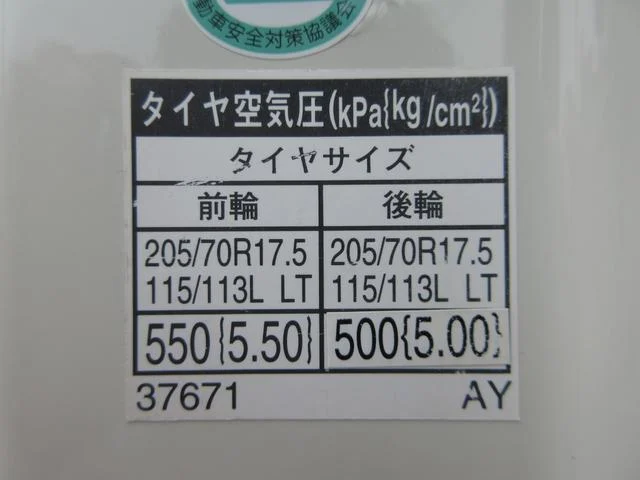 動車安全対策協議会
タイヤ空気圧(kPa{kg/cm²})
タイヤサイズ
前輪 後輪
205/70R17.5 205/70R17.5
115/113L LT 115/113L LT
550{5.50} 500{5.00}
37671 AY